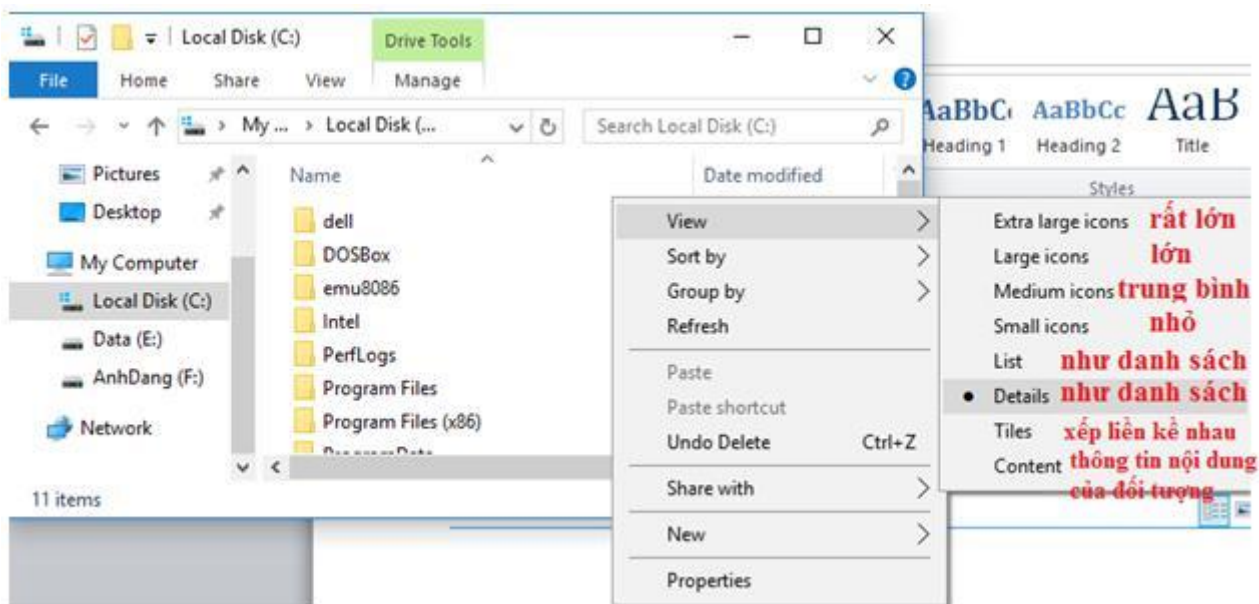 Local Disk (C:)
Drive Tools
File Home Share View Manage
My ... > Local Disk (...
Search Local Disk (C:)
AaBbCc AaB
Heading 1 Heading 2 Title
Styles
Pictures
Desktop
My Computer
Local Disk (C:)
Data (E:)
AnhDang (F:)
Network
Name Date modified
dell
DOSBox
emu8086
Intel
PerfLogs
Program Files
Program Files (x86)
ProgramData
11 items
View
Sort by
Group by
Refresh
Paste
Paste shortcut
Undo Delete Ctrl+Z
Share with
New
Properties
Extra large icons rất lớn
Large icons lớn
Medium icons trung bình
Small icons nhỏ
List như danh sách
Details như danh sách
Tiles xếp liền kề nhau
Content thông tin nội dung
của đối tượng